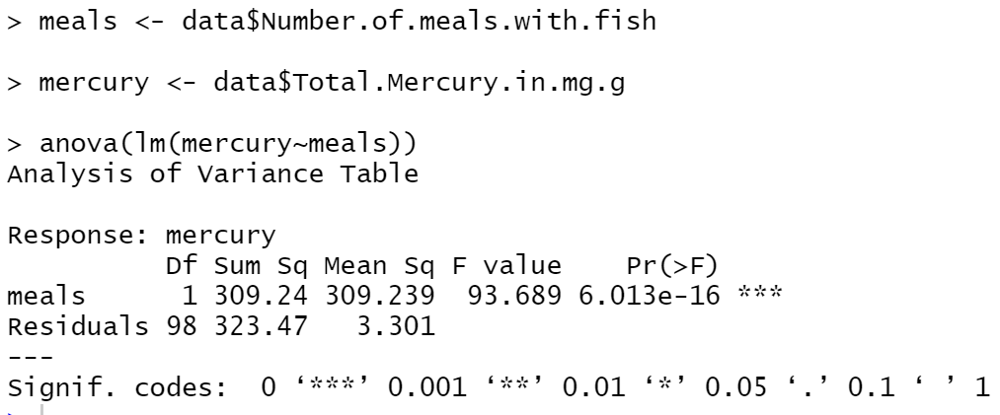 > meals <- data$Number.of.meals.with.fish
> mercury <- data$Total.Mercury.in.mg.g
> anova(lm(mercury~meals))
Analysis of Variance Table
Response: mercury
Df Sum Sq Mean Sq F value Pr(>F)
meals 1 309.24 309.239 93.689 6.013e-16 ***
Residuals 98 323.47 3.301
---
Signif. codes: 0 ‘***’ 0.001 ‘**’ 0.01 ‘*’ 0.05 ‘.’ 0.1 ‘ ’ 1